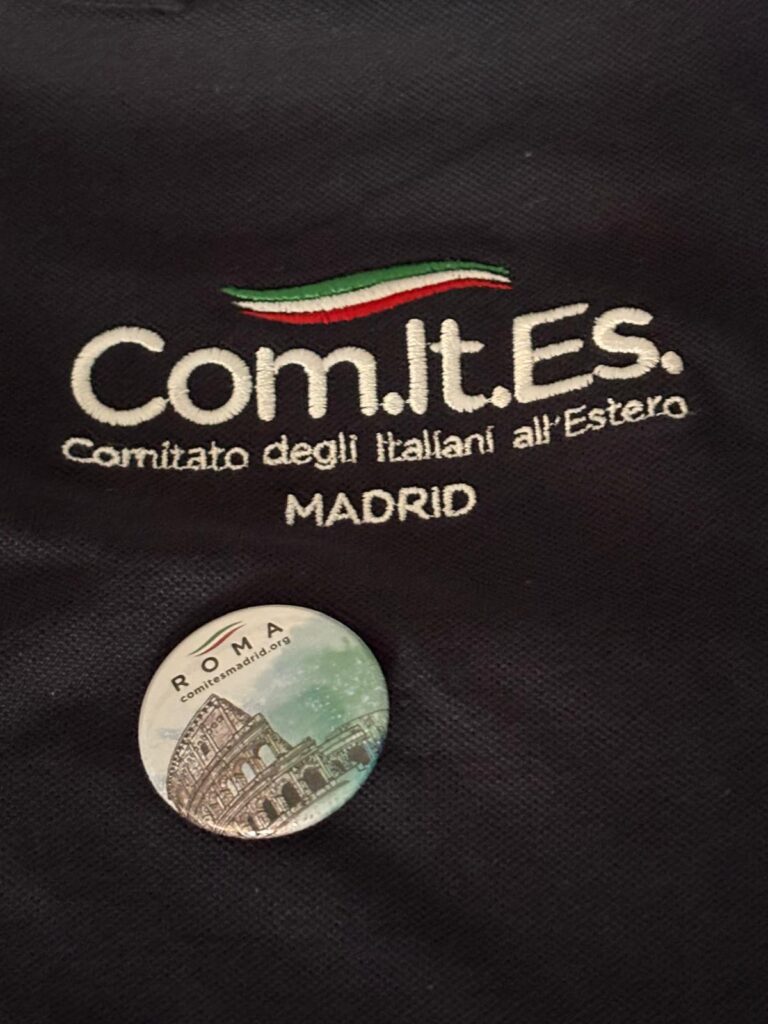 Com.It.Es.
Comitato degli Italiani all'Estero
MADRID
ROMA
comitesmadrid.org